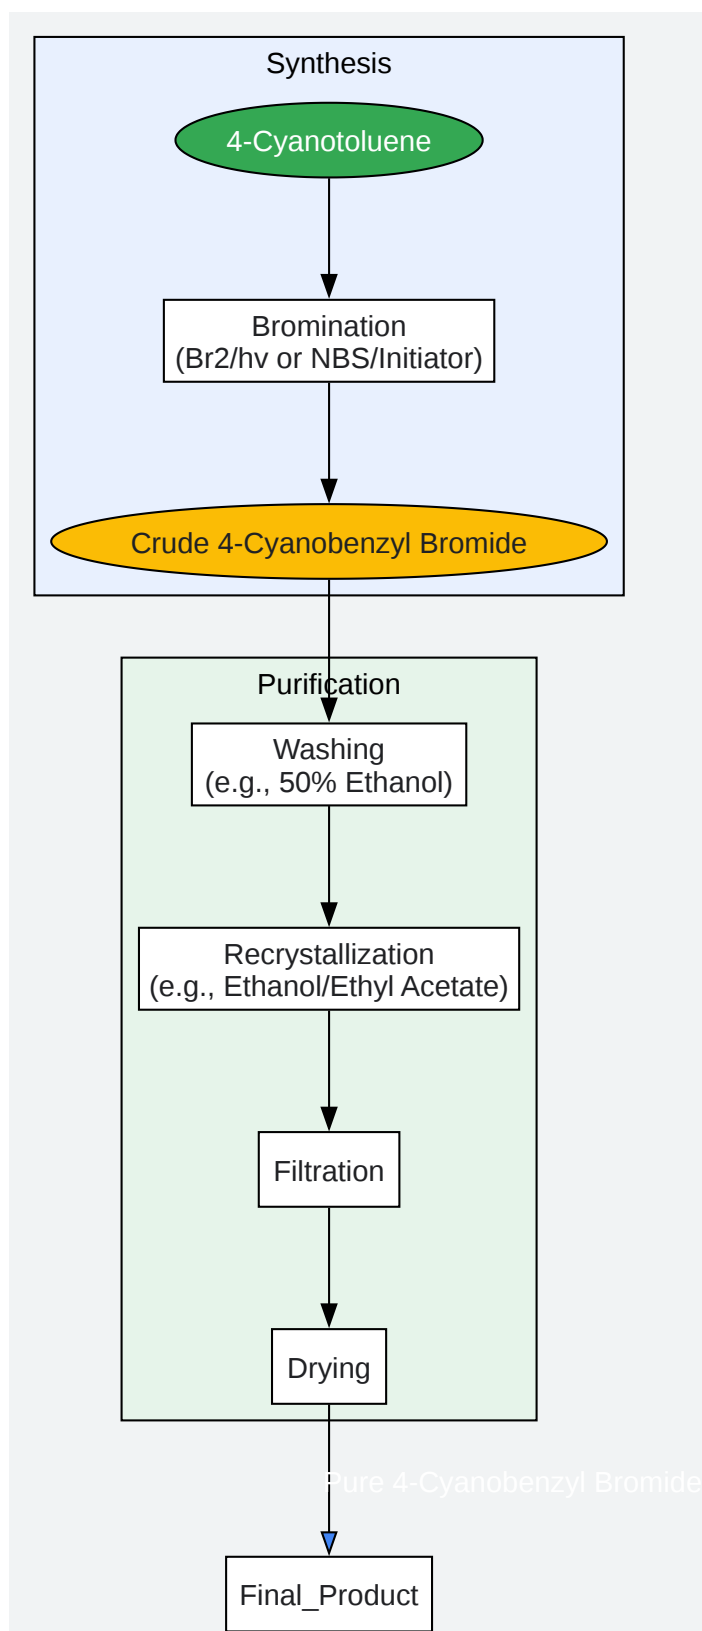 Synthesis
4-Cyanotoluene
Bromination
(Br2/hv or NBS/Initiator)
Crude 4-Cyanobenzyl Bromide
Purification
Washing
(e.g., 50% Ethanol)
Recrystallization
(e.g., Ethanol/Ethyl Acetate)
Filtration
Drying
Pure 4-Cyanobenzyl Bromide
Final_Product